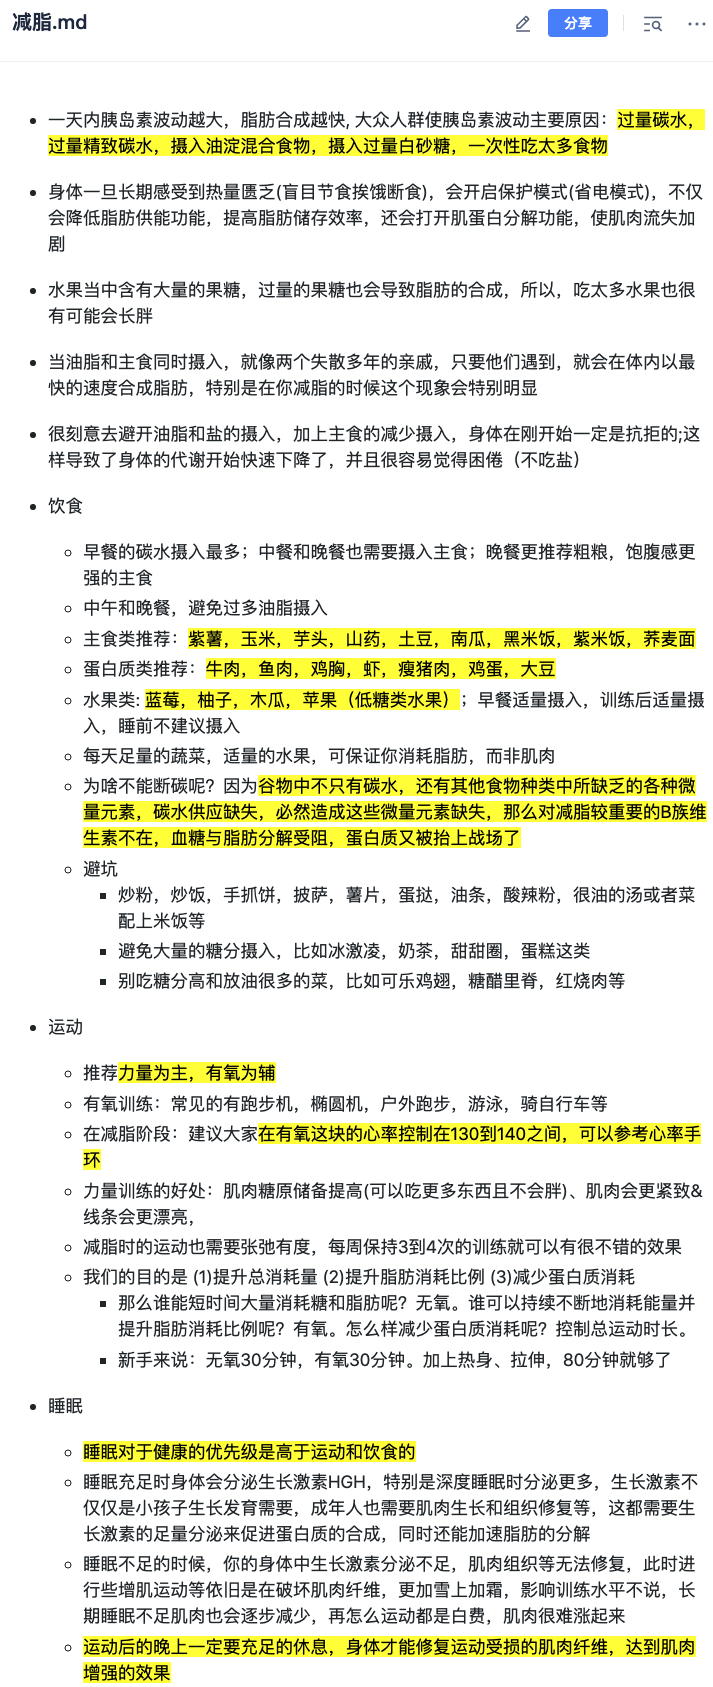 减脂.md
分享
一天内胰岛素波动越大，脂肪合成越快, 大众人群使胰岛素波动主要原因：过量碳水，
过量精致碳水，摄入油淀混合食物，摄入过量白砂糖，一次性吃太多食物
身体一旦长期感受到热量匮乏(盲目节食挨饿断食)，会开启保护模式(省电模式)，不仅
会降低脂肪供能功能，提高脂肪储存效率，还会打开肌蛋白分解功能，使肌肉流失加
剧
水果当中含有大量的果糖，过量的果糖也会导致脂肪的合成，所以，吃太多水果也很
有可能会长胖
当油脂和主食同时摄入，就像两个失散多年的亲戚，只要他们遇到，就会在体内以最
快的速度合成脂肪，特别是在你减脂的时候这个现象会特别明显
很刻意去避开油脂和盐的摄入，加上主食的减少摄入，身体在刚开始一定是抗拒的;这
样导致了身体的代谢开始快速下降了，并且很容易觉得困倦（不吃盐）
饮食
早餐的碳水摄入最多；中餐和晚餐也需要摄入主食；晚餐更推荐粗粮，饱腹感更
强的主食
中午和晚餐，避免过多油脂摄入
主食类推荐：紫薯，玉米，芋头，山药，土豆，南瓜，黑米饭，紫米饭，荞麦面
蛋白质类推荐：牛肉，鱼肉，鸡胸，虾，瘦猪肉，鸡蛋，大豆
水果类: 蓝莓，柚子，木瓜，苹果（低糖类水果）；早餐适量摄入，训练后适量摄
入，睡前不建议摄入
每天足量的蔬菜，适量的水果，可保证你消耗脂肪，而非肌肉
为啥不能断碳呢？因为谷物中不只有碳水，还有其他食物种类中所缺乏的各种微
量元素，碳水供应缺失，必然造成这些微量元素缺失，那么对减脂较重要的B族维
生素不在，血糖与脂肪分解受阻，蛋白质又被抬上战场了
避坑
炒粉，炒饭，手抓饼，披萨，薯片，蛋挞，油条，酸辣粉，很油的汤或者菜
配上米饭等
避免大量的糖分摄入，比如冰激凌，奶茶，甜甜圈，蛋糕这类
别吃糖分高和放油很多的菜，比如可乐鸡翅，糖醋里脊，红烧肉等
运动
推荐力量为主，有氧为辅
有氧训练：常见的有跑步机，椭圆机，户外跑步，游泳，骑自行车等
在减脂阶段：建议大家在有氧这块的心率控制在130到140之间，可以参考心率手
环
力量训练的好处：肌肉糖原储备提高(可以吃更多东西且不会胖)、肌肉会更紧致&
线条会更漂亮，
减脂时的运动也需要张弛有度，每周保持3到4次的训练就可以有很不错的效果
我们的目的是 (1)提升总消耗量 (2)提升脂肪消耗比例 (3)减少蛋白质消耗
那么谁能短时间大量消耗糖和脂肪呢？无氧。谁可以持续不断地消耗能量并
提升脂肪消耗比例呢？有氧。怎么样减少蛋白质消耗呢？控制总运动时长。
新手来说：无氧30分钟，有氧30分钟。加上热身、拉伸，80分钟就够了
睡眠
睡眠对于健康的优先级是高于运动和饮食的
睡眠充足时身体会分泌生长激素HGH，特别是深度睡眠时分泌更多，生长激素不
仅仅是小孩子生长发育需要，成年人也需要肌肉生长和组织修复等，这都需要生
长激素的足量分泌来促进蛋白质的合成，同时还能加速脂肪的分解
睡眠不足的时候，你的身体中生长激素分泌不足，肌肉组织等无法修复，此时进
行些增肌运动等依旧是在破坏肌肉纤维，更加雪上加霜，影响训练水平不说，长
期睡眠不足肌肉也会逐步减少，再怎么运动都是白费，肌肉很难涨起来
运动后的晚上一定要充足的休息，身体才能修复运动受损的肌肉纤维，达到肌肉
增强的效果